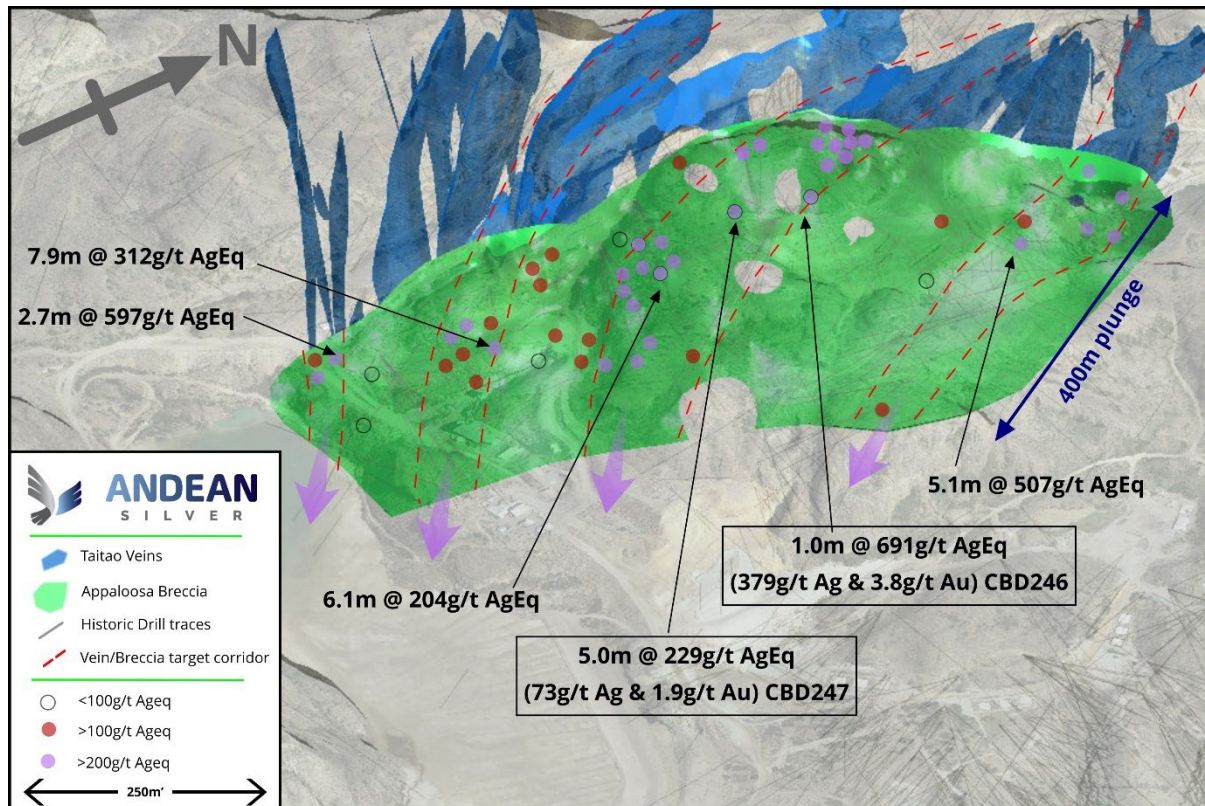 N
7.9m @ 312g/t AgEq
2.7m @ 597g/t AgEq
400m plunge
5.1m @ 507g/t AgEq
1.0m @ 691g/t AgEq
(379g/t Ag & 3.8g/t Au) CBD246
6.1m @ 204g/t AgEq
5.0m @ 229g/t AgEq
(73g/t Ag & 1.9g/t Au) CBD247
ANDEAN
SILVER
Taitao Veins
Appaloosa Breccia
Historic Drill traces
Vein/Breccia target corridor
<100g/t Ageq
>100g/t Ageq
>200g/t Ageq
250m'